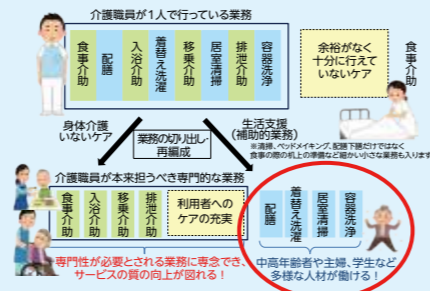 介護職員が1人で行っている業務
食事介助
配膳
入浴介助
着替え洗濯
移乗介助
居室清掃
排泄介助
容器洗浄
余裕がなく
十分に行えて
いないケア
食事介助
身体介護
いないケア
業務の切り出し・
再編成
生活支援
（補助的業務）
※清掃、ベッドメイキング、配膳下膳だけではなく
食事の際の机上の準備など細かい小さな業務も入ります
介護職員が本来担うべき専門的な業務
食事介助
入浴介助
移乗介助
排泄介助
利用者への
ケアの充実
配膳
着替え洗濯
居室清掃
容器洗浄
専門性が必要とされる業務に専念でき、
サービスの質の向上が図れる！
中高年齢者や主婦、学生など、
多様な人材が働ける！